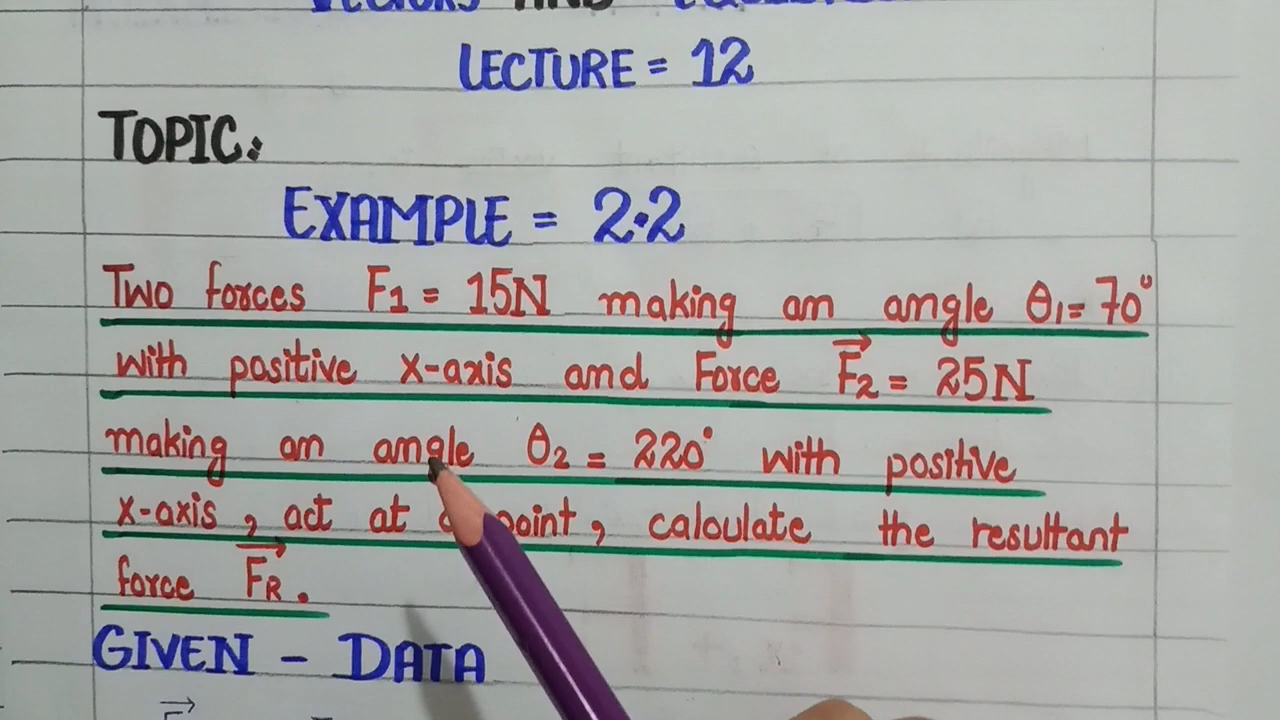 LECTURE = 12
TOPIC:
EXAMPLE = 2.2
Two forces F1 = 15N making an angle θ1= 70°
with positive x-axis and Force F2 = 25N
making an angle θ2 = 220° with positive
x-axis, act at point, caloulate the resultant
force FR.
GIVEN - DATA